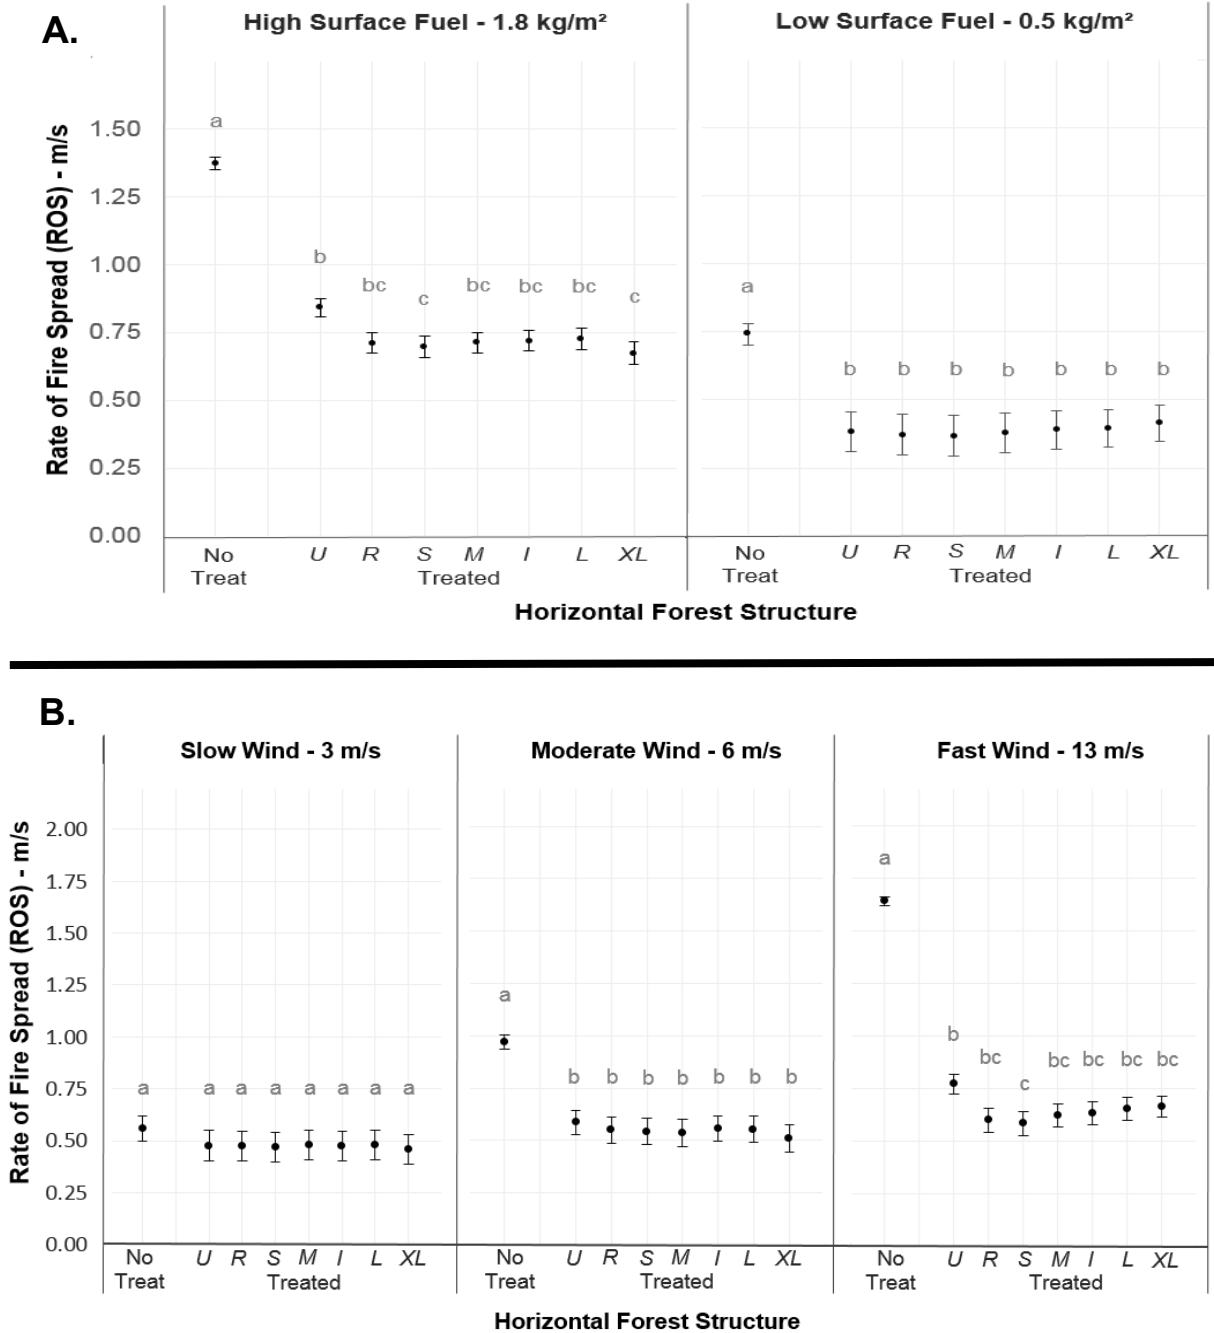 A.
High Surface Fuel - 1.8 kg/m²
Low Surface Fuel - 0.5 kg/m²
Rate of Fire Spread (ROS) - m/s
1.50
1.25
1.00
0.75
0.50
0.25
0.00
a
b
bc
c
bc
bc
bc
c
a
b
b
b
b
b
b
b
No Treat
U R S M I L XL
Treated
No Treat
U R S M I L XL
Treated
Horizontal Forest Structure
B.
Slow Wind - 3 m/s
Moderate Wind - 6 m/s
Fast Wind - 13 m/s
Rate of Fire Spread (ROS) - m/s
2.00
1.75
1.50
1.25
1.00
0.75
0.50
0.25
0.00
a
a
a
a
a
a
a
a
a
b
b
b
b
b
b
b
a
b
bc
c
bc
bc
bc
bc
No Treat
U R S M I L XL
Treated
No Treat
U R S M I L XL
Treated
No Treat
U R S M I L XL
Treated
Horizontal Forest Structure